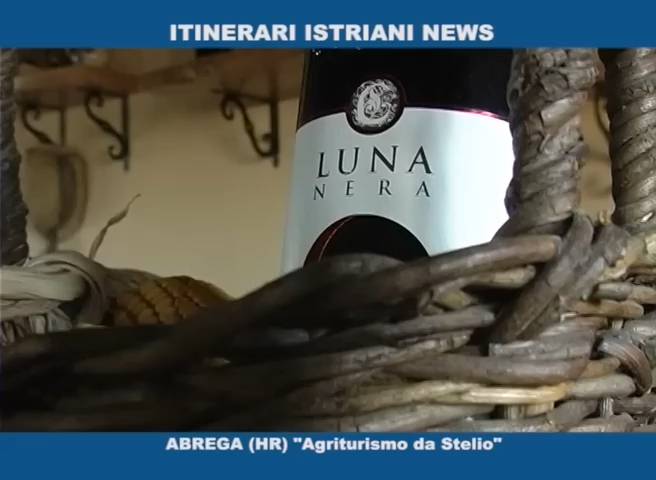 ITINERARI ISTRIANI NEWS
LUNA
NERA
ABREGA (HR) "Agriturismo da Stelio"